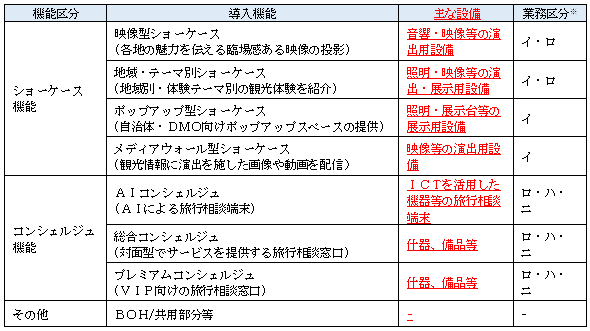 機能区分 導入機能 主な設備 業務区分※
ショーケース
機能
映像型ショーケース
（各地の魅力を伝える臨場感ある映像の投影）
音響・映像等の演
出用設備
イ・ロ
地域・テーマ別ショーケース
（地域別・体験テーマ別の観光体験を紹介）
照明・映像等の演
出・展示用設備
イ・ロ
ポップアップ型ショーケース
（自治体・ＤＭＯ向けポップアップスペースの提供）
照明・展示台等の
展示用設備
イ
メディアウォール型ショーケース
（観光情報に演出を施した画像や動画を配信）
映像等の演出用設
備
イ
コンシェルジュ
機能
ＡＩコンシェルジュ
（ＡＩによる旅行相談端末）
ＩＣＴを活用した
機器等の旅行相談
端末
ロ・ハ・
ニ
総合コンシェルジュ
（対面型でサービスを提供する旅行相談窓口）
什器、備品等
ロ・ハ・
ニ
プレミアムコンシェルジュ
（ＶＩＰ向けの旅行相談窓口）
什器、備品等
ロ・ハ・
ニ
その他 ＢＯＨ/共用部分等 - -